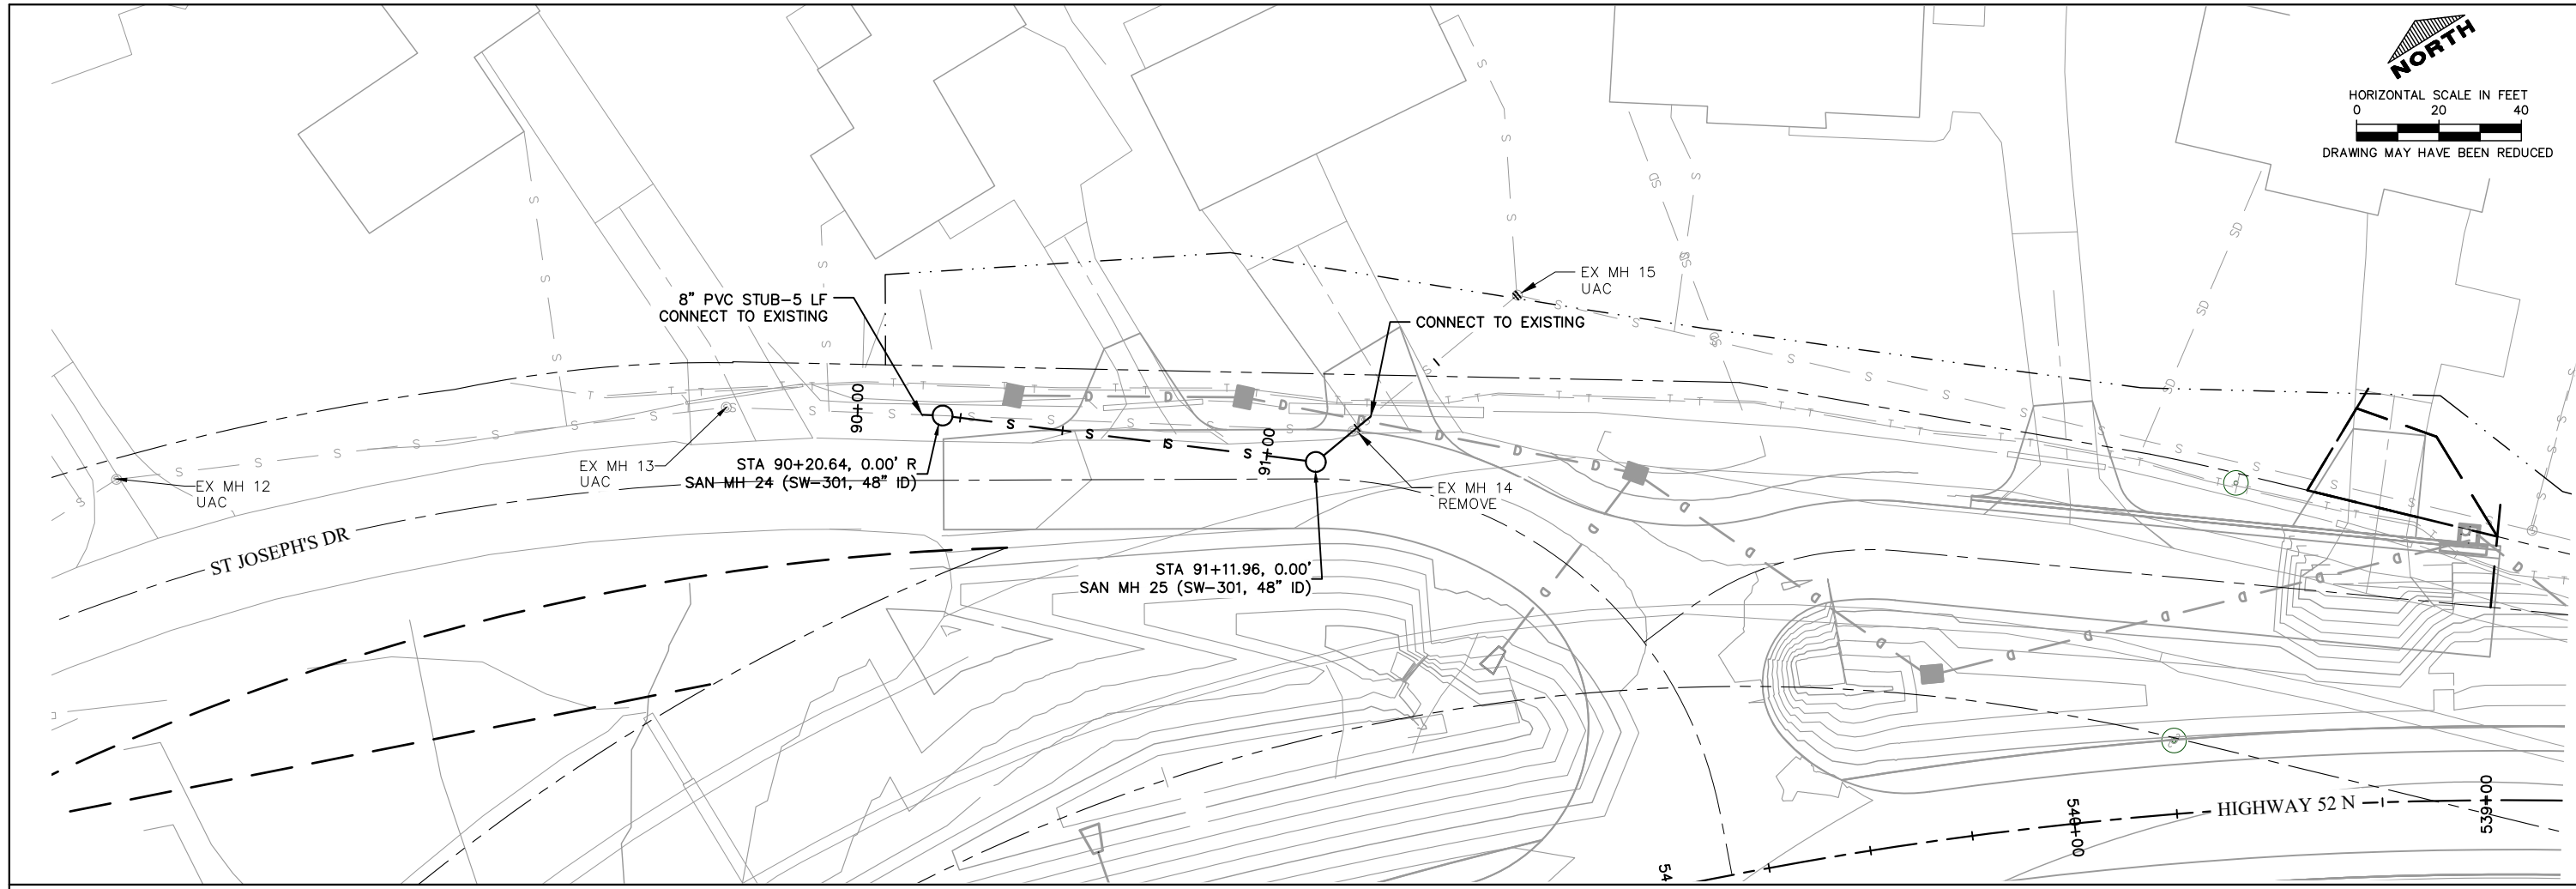 NORTH
HORIZONTAL SCALE IN FEET
0 20 40
DRAWING MAY HAVE BEEN REDUCED
EX MH 15
UAC
8" PVC STUB-5 LF
CONNECT TO EXISTING
CONNECT TO EXISTING
90+00
91+00
EX MH 13
UAC
STA 90+20.64, 0.00' R
SAN MH 24 (SW-301, 48" ID)
EX MH 12
UAC
EX MH 14
REMOVE
ST JOSEPH'S DR
STA 91+11.96, 0.00'
SAN MH 25 (SW-301, 48" ID)
HIGHWAY 52 N
539+00
540+00
54